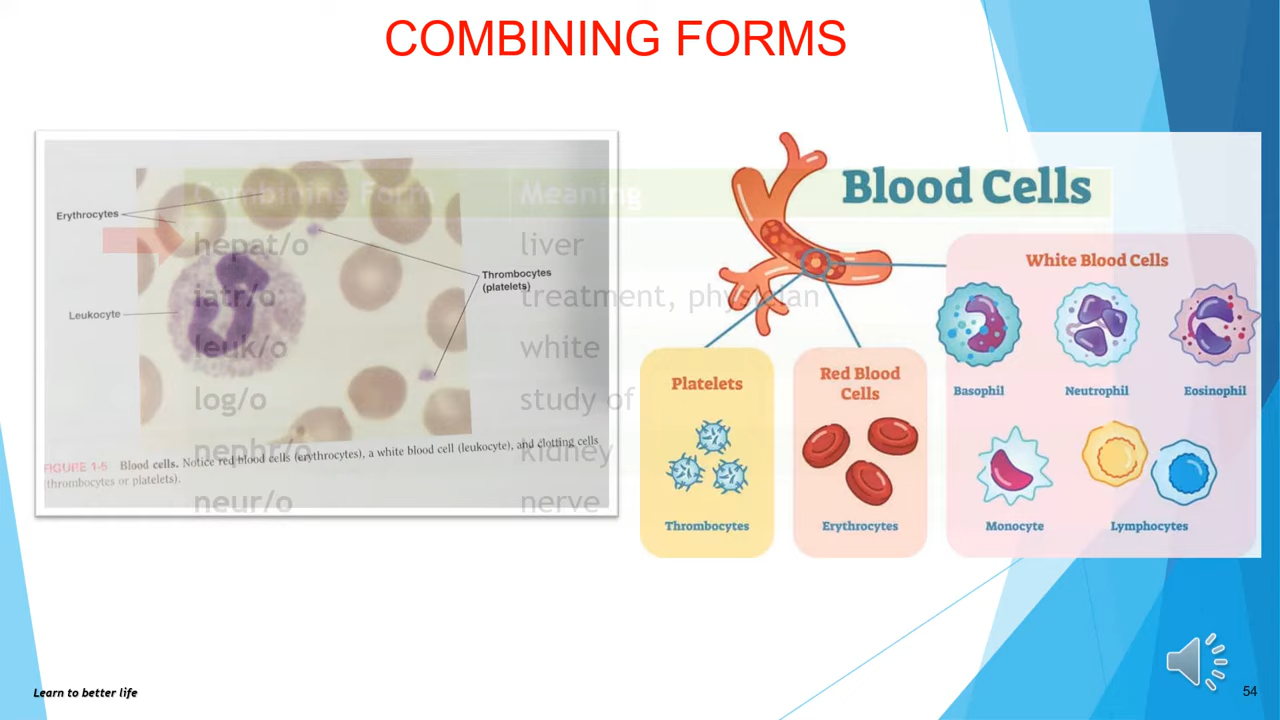 COMBINING FORMS
Combining Form Meaning
hepat/o liver
iatr/o treatment, physician
leuk/o white
log/o study of
nephr/o kidney
neur/o nerve
Erythrocytes
Leukocyte
Thrombocytes
(platelets)
FIGURE 1-5 Blood cells. Notice red blood cells (erythrocytes), a white blood cell (leukocyte), and clotting cells
(thrombocytes or platelets).
Blood Cells
Platelets
Thrombocytes
Red Blood
Cells
Erythrocytes
White Blood Cells
Basophil Neutrophil Eosinophil
Monocyte Lymphocytes
Learn to better life
54